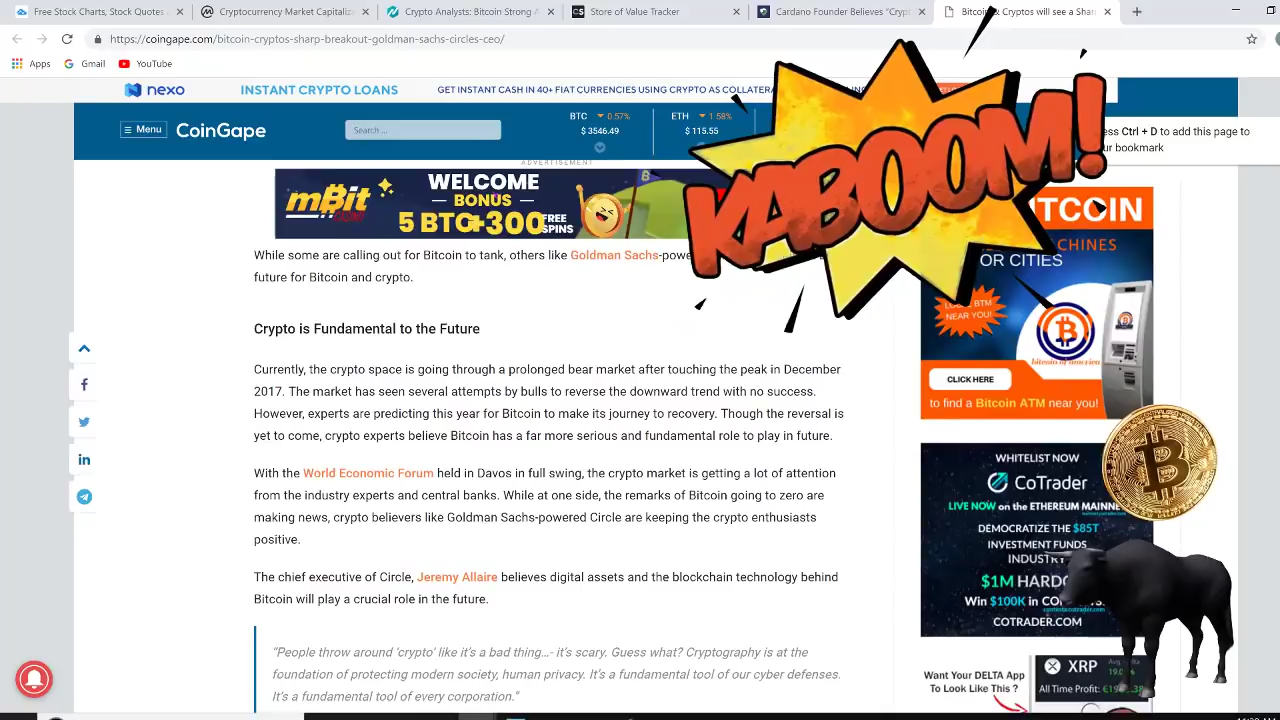 Free Stock Charts, Stock Quotes
Cryptocurrency Market Capitaliz
Crypto Analysts: Bitcoin Strong A
Store of Value Tracker
Cardano Founder Believes "Crypt
Bitcoin & Cryptos will see a Shar
https://coingape.com/bitcoin-cryptos-sharp-breakout-goldman-sachs-circles-ceo/
Apps
Gmail
YouTube
nexo
INSTANT CRYPTO LOANS
GET INSTANT CASH IN 40+ FIAT CURRENCIES USING CRYPTO AS COLLATERA
Menu
CoinGape
Search ...
BTC 0.57%
$ 3546.49
ETH 1.58%
$ 115.55
KABOOM!
Ctrl + D to add this page to
bookmark
ADVERTISEMENT
mBit
CASINO
WELCOME
BONUS
5 BTC+300 FREE SPINS
While some are calling out for Bitcoin to tank, others like Goldman Sachs-powe
future for Bitcoin and crypto.
Crypto is Fundamental to the Future
Currently, the market is going through a prolonged bear market after touching the peak in December
The market has seen several attempts by bulls to reverse the downward trend with no success.
However, experts are expecting this year for Bitcoin to make its journey to recovery. Though the reversal is
yet to come, crypto experts believe Bitcoin has a far more serious and fundamental role to play in future.
With the World Economic Forum held in Davos in full swing, the crypto market is getting a lot of attention
from the industry experts and central banks. While at one side, the remarks of Bitcoin going to zero are
making news, crypto believers like Goldman Sachs-powered Circle are keeping the crypto enthusiasts
positive.
The chief executive of Circle, Jeremy Allaire believes digital assets and the blockchain technology behind
Bitcoin will play a crucial role in the future.
"People throw around 'crypto' like it's a bad thing…- it's scary. Guess what? Cryptography is at the
foundation of protecting modern society, human privacy. It's a fundamental tool of our cyber defenses.
It's a fundamental tool for every corporation."
TCOIN
CHINES
OR CITIES
BTM
NEAR YOU!
bitcoin of america
CLICK HERE
to find a Bitcoin ATM near you!
WHITELIST NOW
CoTrader
LIVE NOW on the ETHEREUM MAINNE
DEMOCRATIZE THE $85T
INVESTMENT FUNDS
INDUSTRY
$1M HARDC
Win $100K in CO
COTRADER.COM
Want Your DELTA App
To Look Like This ?
XRP
All Time Profit: